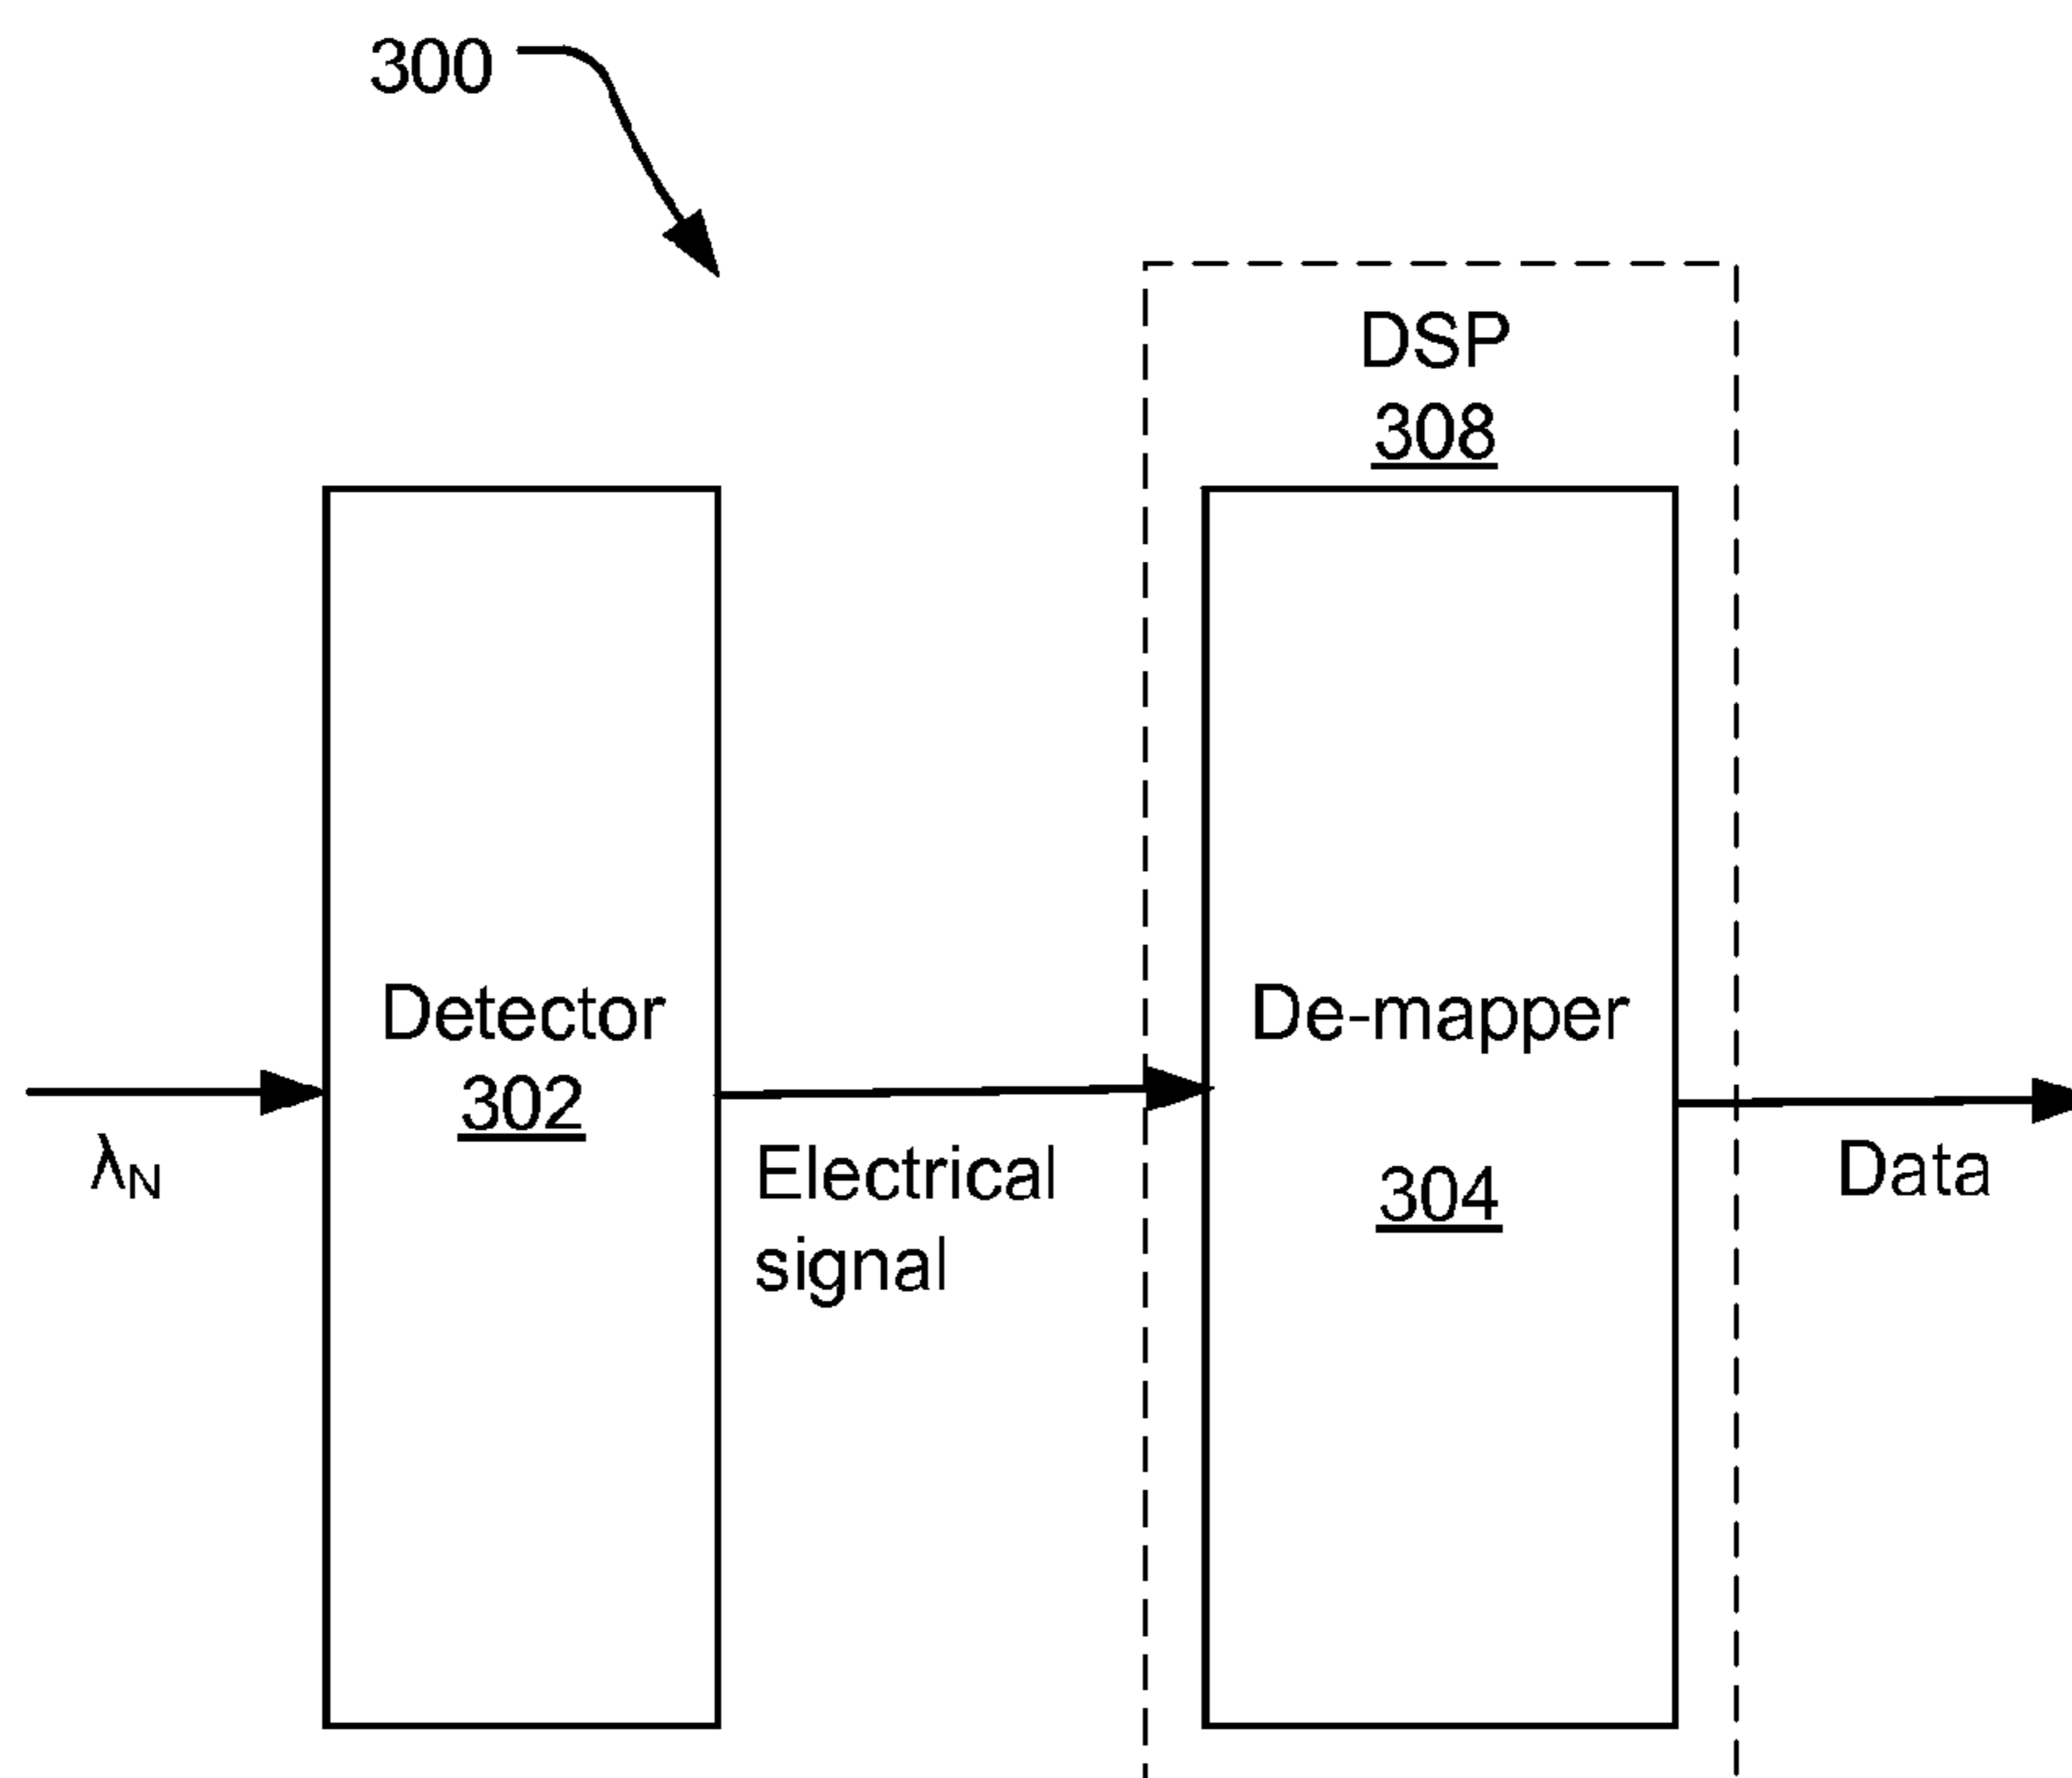 300
DSP
308
Detector
302
De-mapper
304
λN
Electrical
signal
Data